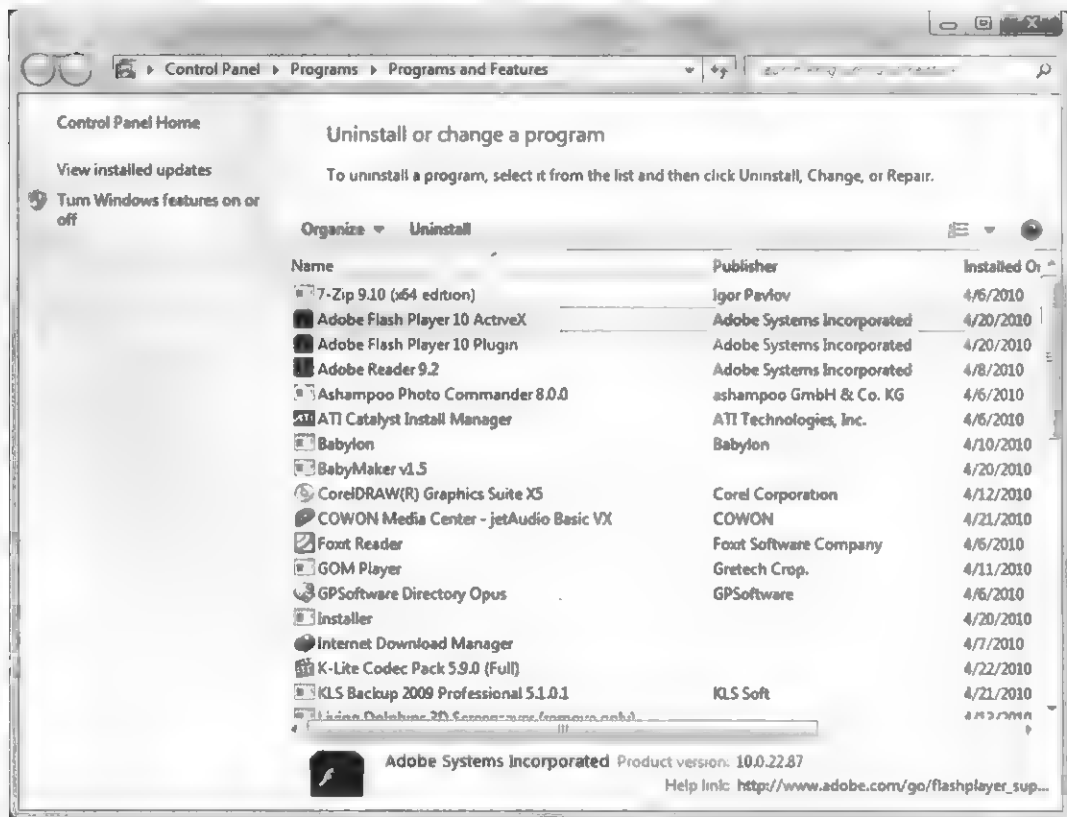 Control Panel ▸ Programs ▸ Programs and Features
Control Panel Home
View installed updates
Turn Windows features on or off
Uninstall or change a program
To uninstall a program, select it from the list and then click Uninstall, Change, or Repair.
Organize Uninstall
Name Publisher Installed On
7-Zip 9.10 (x64 edition) Igor Pavlov 4/6/2010
Adobe Flash Player 10 ActiveX Adobe Systems Incorporated 4/20/2010
Adobe Flash Player 10 Plugin Adobe Systems Incorporated 4/20/2010
Adobe Reader 9.2 Adobe Systems Incorporated 4/8/2010
Ashampoo Photo Commander 8.0.0 ashampoo GmbH & Co. KG 4/6/2010
ATI Catalyst Install Manager ATI Technologies, Inc. 4/6/2010
Babylon Babylon 4/10/2010
BabyMaker v1.5 4/20/2010
CorelDRAW(R) Graphics Suite X5 Corel Corporation 4/12/2010
COWON Media Center - jetAudio Basic VX COWON 4/21/2010
Foxit Reader Foxit Software Company 4/6/2010
GOM Player Gretech Crop. 4/11/2010
GPSoftware Directory Opus GPSoftware 4/6/2010
Installer 4/20/2010
Internet Download Manager 4/7/2010
K-Lite Codec Pack 5.9.0 (Full) 4/22/2010
KLS Backup 2009 Professional 5.1.0.1 KLS Soft 4/21/2010
Living Dolphins 3D Screensaver (remove only)
Adobe Systems Incorporated Product version: 10.0.22.87
Help link: http://www.adobe.com/go/flashplayer_sup...